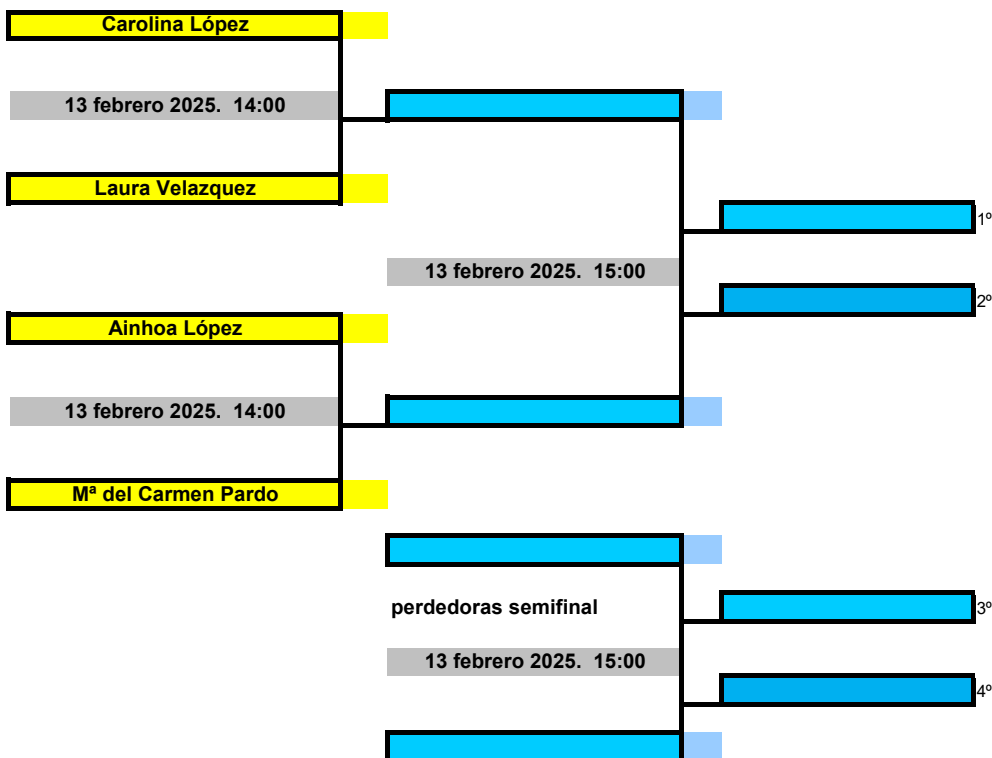 Carolina López
13 febrero 2025.  14:00
Laura Velazquez
1º
13 febrero 2025.  15:00
2º
Ainhoa López
13 febrero 2025.  14:00
Mª del Carmen Pardo
perdedoras semifinal
3º
13 febrero 2025.  15:00
4º